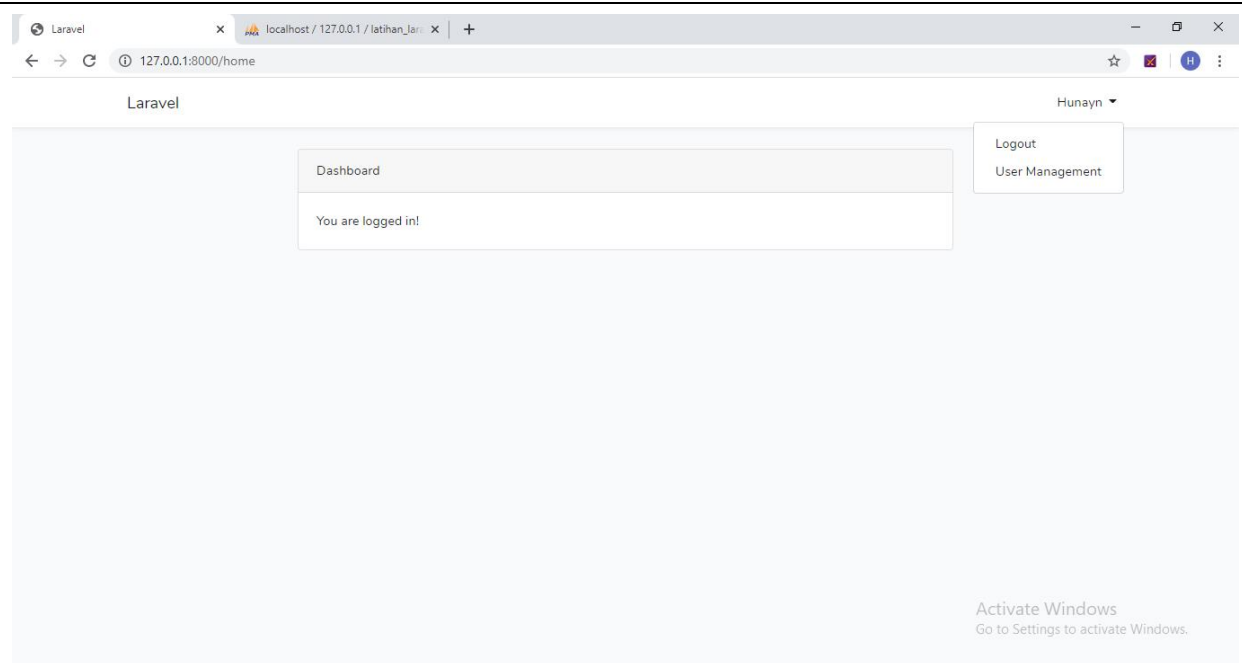 Laravel
localhost / 127.0.0.1 / latihan_lar
127.0.0.1:8000/home
H
Laravel
Hunayn
Logout
User Management
Dashboard
You are logged in!
Activate Windows
Go to Settings to activate Windows.